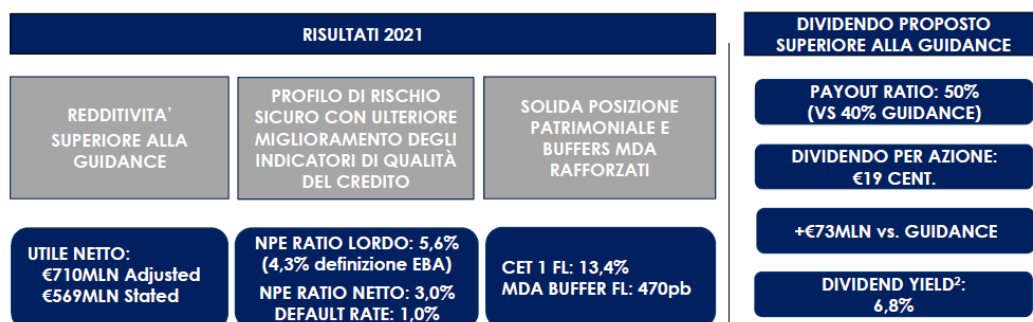 RISULTATI 2021
REDDITIVITA'
SUPERIORE ALLA
GUIDANCE
PROFILO DI RISCHIO
SICURO CON ULTERIORE
MIGLIORAMENTO DEGLI
INDICATORI DI QUALITÀ
DEL CREDITO
SOLIDA POSIZIONE
PATRIMONIALE E
BUFFERS MDA
RAFFORZATI
UTILE NETTO:
€710MLN Adjusted
€569MLN Stated
NPE RATIO LORDO: 5,6%
(4,3% definizione EBA)
NPE RATIO NETTO: 3,0%
DEFAULT RATE: 1,0%
CET 1 FL: 13,4%
MDA BUFFER FL: 470pb
DIVIDENDO PROPOSTO
SUPERIORE ALLA GUIDANCE
PAYOUT RATIO: 50%
(VS 40% GUIDANCE)
DIVIDENDO PER AZIONE:
€19 CENT.
+€73MLN vs. GUIDANCE
DIVIDEND YIELD²:
6,8%